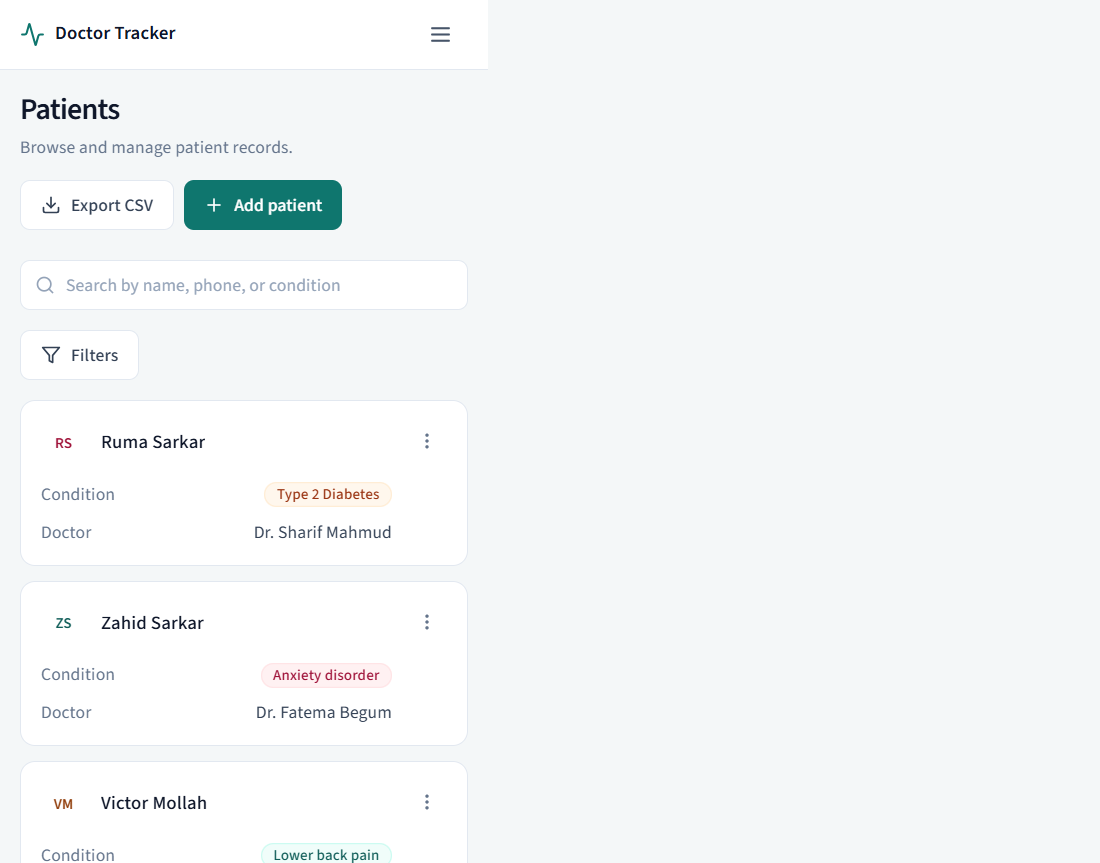 Doctor Tracker
Patients
Browse and manage patient records.
Export CSV
Add patient
Search by name, phone, or condition
Filters
RS
Ruma Sarkar
Condition
Type 2 Diabetes
Doctor
Dr. Sharif Mahmud
ZS
Zahid Sarkar
Condition
Anxiety disorder
Doctor
Dr. Fatema Begum
VM
Victor Mollah
Condition
Lower back pain